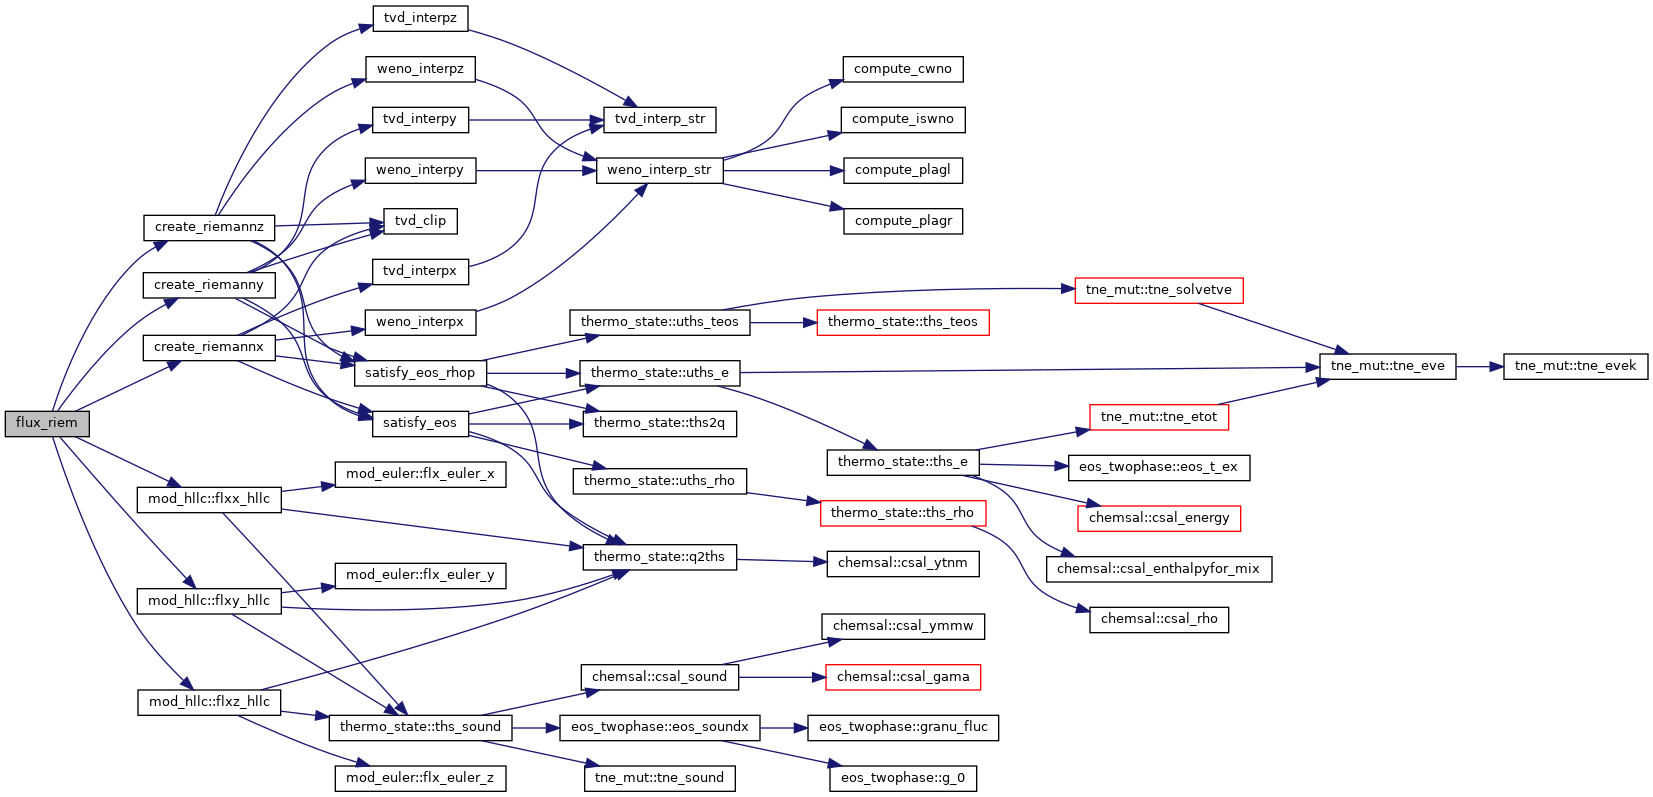 flux_riem
create_riemannz
create_riemanny
create_riemannx
mod_hllc::flxx_hllc
mod_hllc::flxy_hllc
mod_hllc::flxz_hllc
tvd_interpz
weno_interpz
tvd_interpy
weno_interpy
tvd_clip
tvd_interpx
weno_interpx
satisfy_eos_rhop
satisfy_eos
mod_euler::flx_euler_x
mod_euler::flx_euler_y
thermo_state::ths_sound
mod_euler::flx_euler_z
tvd_interp_str
weno_interp_str
thermo_state::uths_teos
thermo_state::uths_e
thermo_state::ths2q
thermo_state::uths_rho
thermo_state::q2ths
chemsal::csal_sound
eos_twophase::eos_soundx
tne_mut::tne_sound
compute_cwno
compute_iswno
compute_plagl
compute_plagr
thermo_state::ths_teos
thermo_state::ths_e
thermo_state::ths_rho
chemsal::csal_ytnm
chemsal::csal_ymmw
chemsal::csal_gama
eos_twophase::granu_fluc
eos_twophase::g_0
tne_mut::tne_solvetve
tne_mut::tne_etot
eos_twophase::eos_t_ex
chemsal::csal_energy
chemsal::csal_enthalpyfor_mix
chemsal::csal_rho
tne_mut::tne_eve
tne_mut::tne_evek